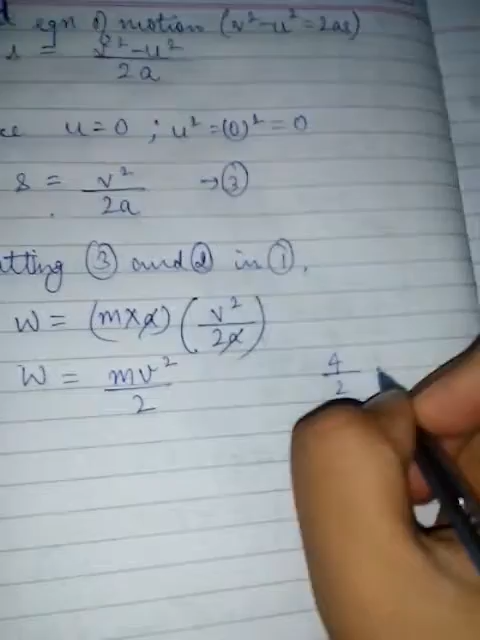 eqn of motion (v²-u²=2as)
s = v²-u² / 2a
u=0 ; u²=(0)²=0
s = v² / 2a → ③
③ and ② in ①,
W = (m×a) (v² / 2a)
W = mv² / 2
4 / 2